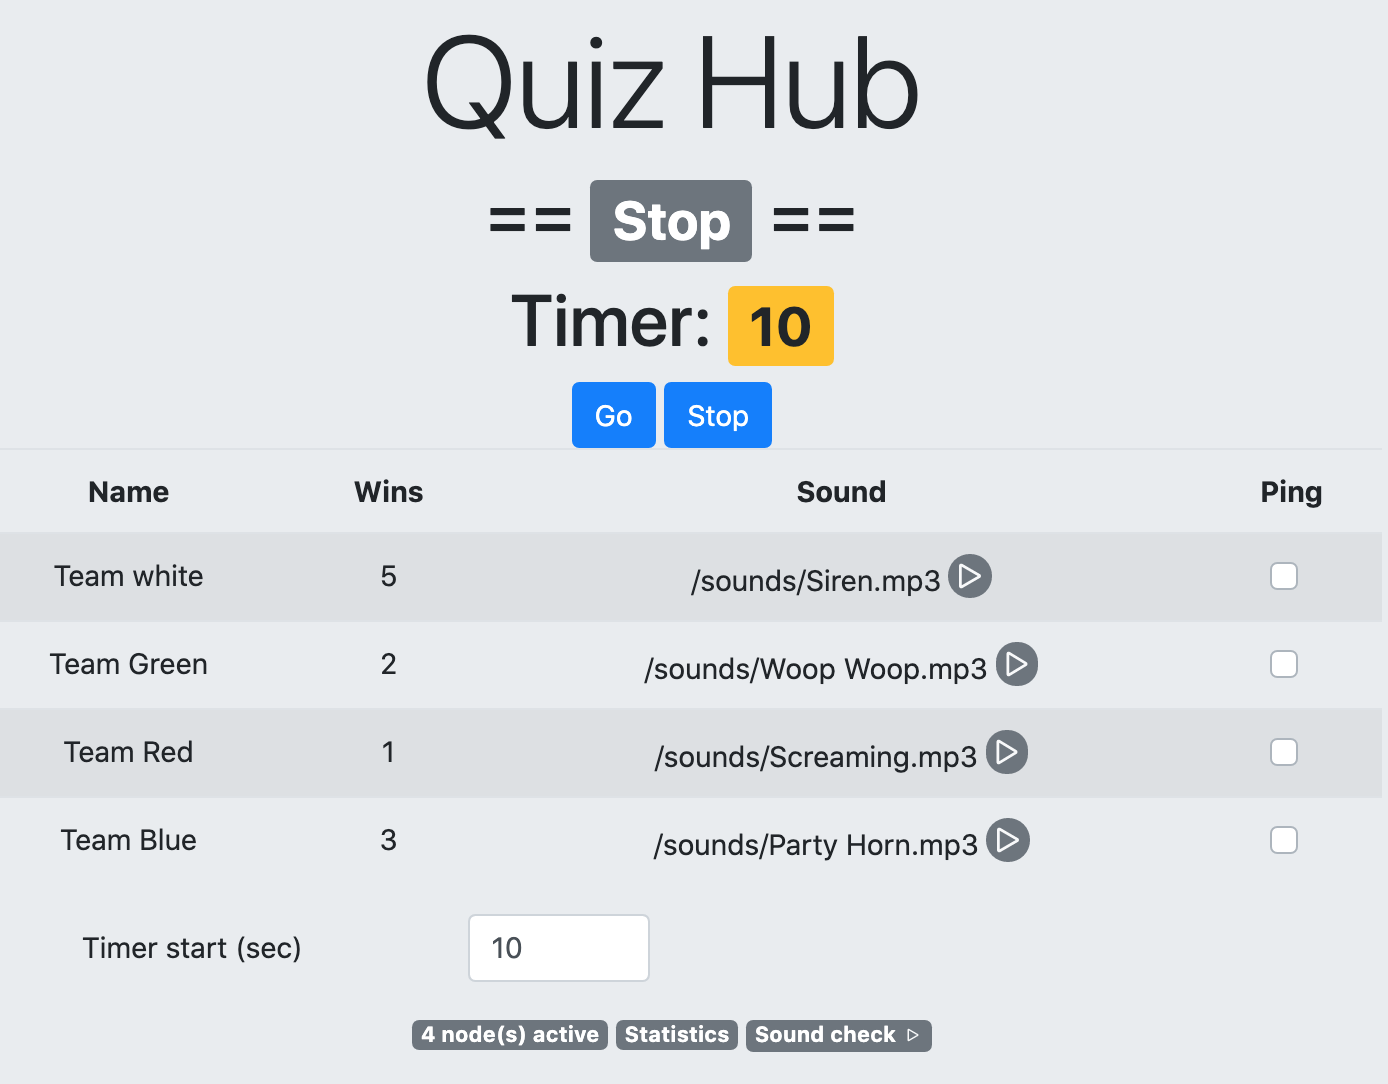 Quiz Hub
== Stop ==
Timer: 10
Go Stop
Name Wins Sound Ping
Team white 5 /sounds/Siren.mp3
Team Green 2 /sounds/Woop Woop.mp3
Team Red 1 /sounds/Screaming.mp3
Team Blue 3 /sounds/Party Horn.mp3
Timer start (sec) 10
4 node(s) active Statistics Sound check